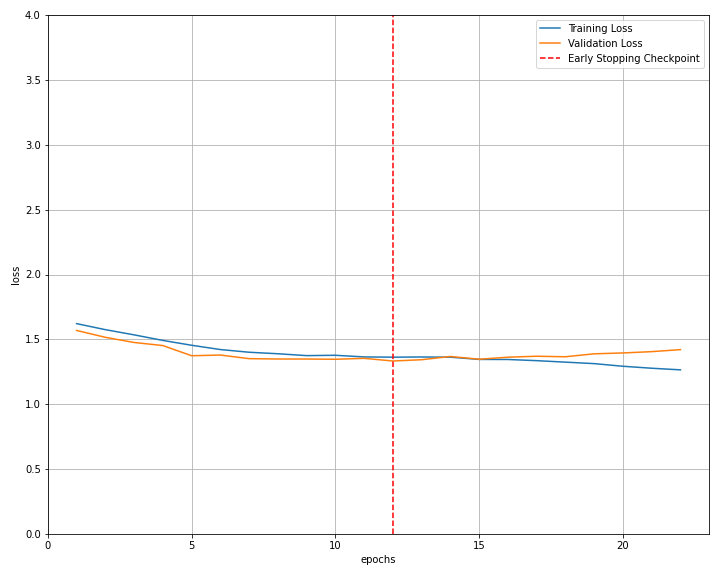 4.0
3.5
3.0
2.5
2.0
1.5
1.0
0.5
0.0
loss
0
5
10
15
20
epochs
Training Loss
Validation Loss
Early Stopping Checkpoint